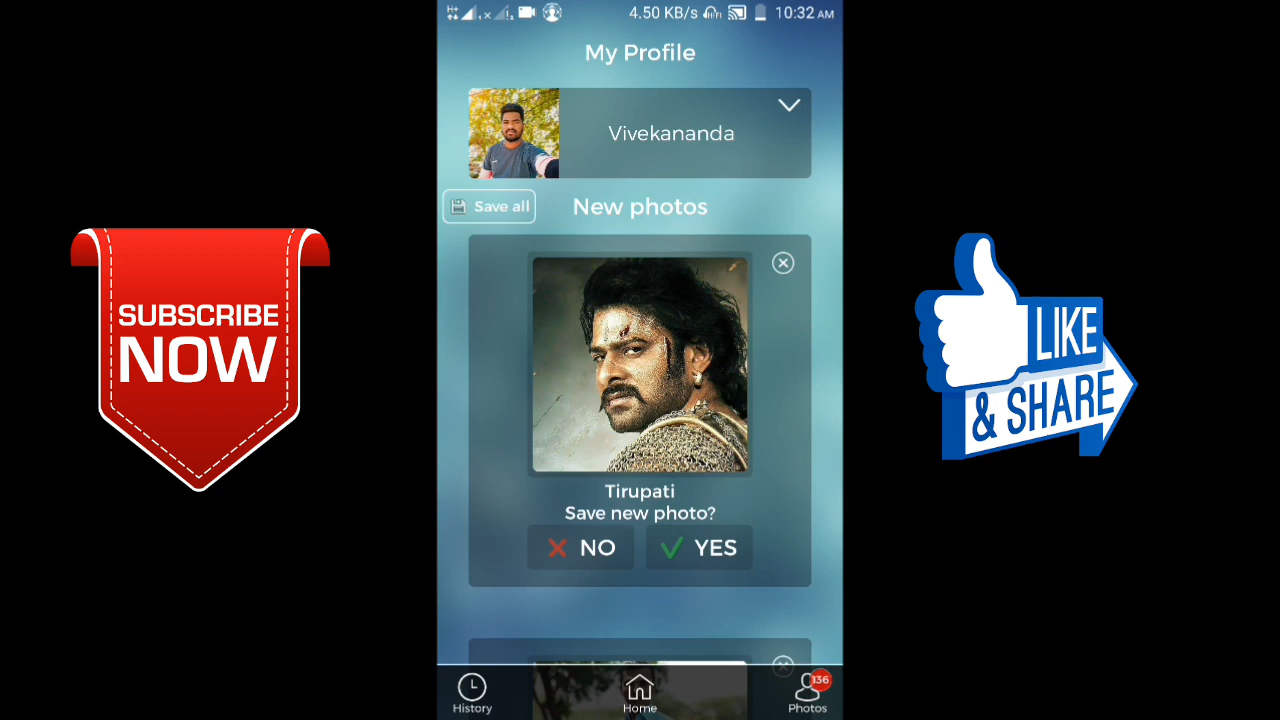 4.50 KB/s 10:32 AM
My Profile
Vivekananda
Save all
New photos
Tirupati
Save new photo?
NO YES
History
Home
136
Photos
SUBSCRIBE
NOW
LIKE
& SHARE